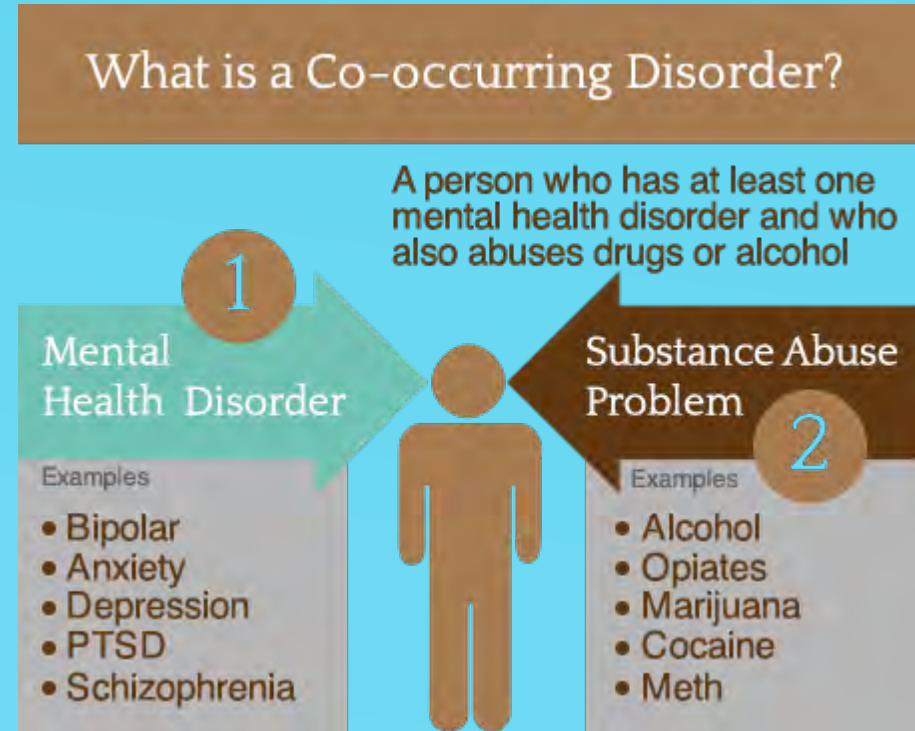 What is a Co-occurring Disorder?
A person who has at least one
mental health disorder and who
also abuses drugs or alcohol
1
Mental
Health Disorder
Examples
• Bipolar
• Anxiety
• Depression
• PTSD
• Schizophrenia
Substance Abuse
Problem
2
Examples
• Alcohol
• Opiates
• Marijuana
• Cocaine
• Meth